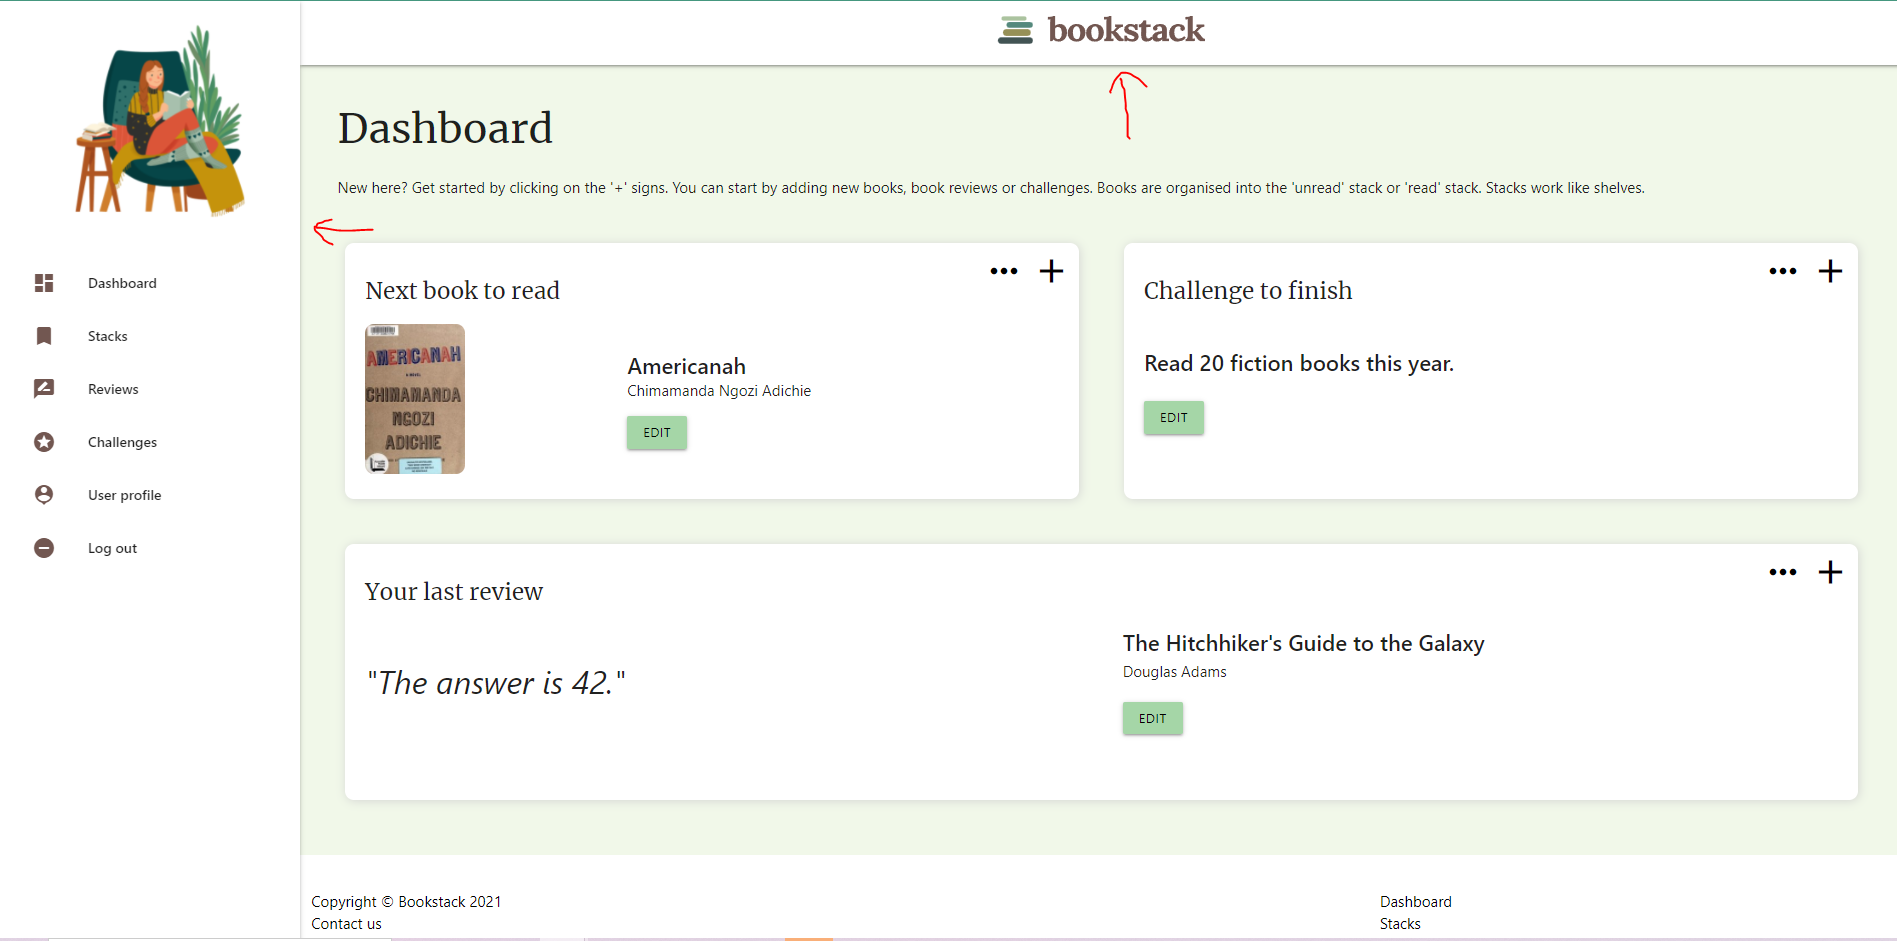 bookstack
Dashboard
New here? Get started by clicking on the '+' signs. You can start by adding new books, book reviews or challenges. Books are organised into the 'unread' stack or 'read' stack. Stacks work like shelves.
Dashboard
Stacks
Reviews
Challenges
User profile
Log out
Next book to read
AMERICANAH
A NOVEL
CHIMAMANDA
NGOZI
ADICHIE
Americanah
Chimamanda Ngozi Adichie
EDIT
Challenge to finish
Read 20 fiction books this year.
EDIT
Your last review
"The answer is 42."
The Hitchhiker's Guide to the Galaxy
Douglas Adams
EDIT
Copyright © Bookstack 2021
Contact us
Dashboard
Stacks